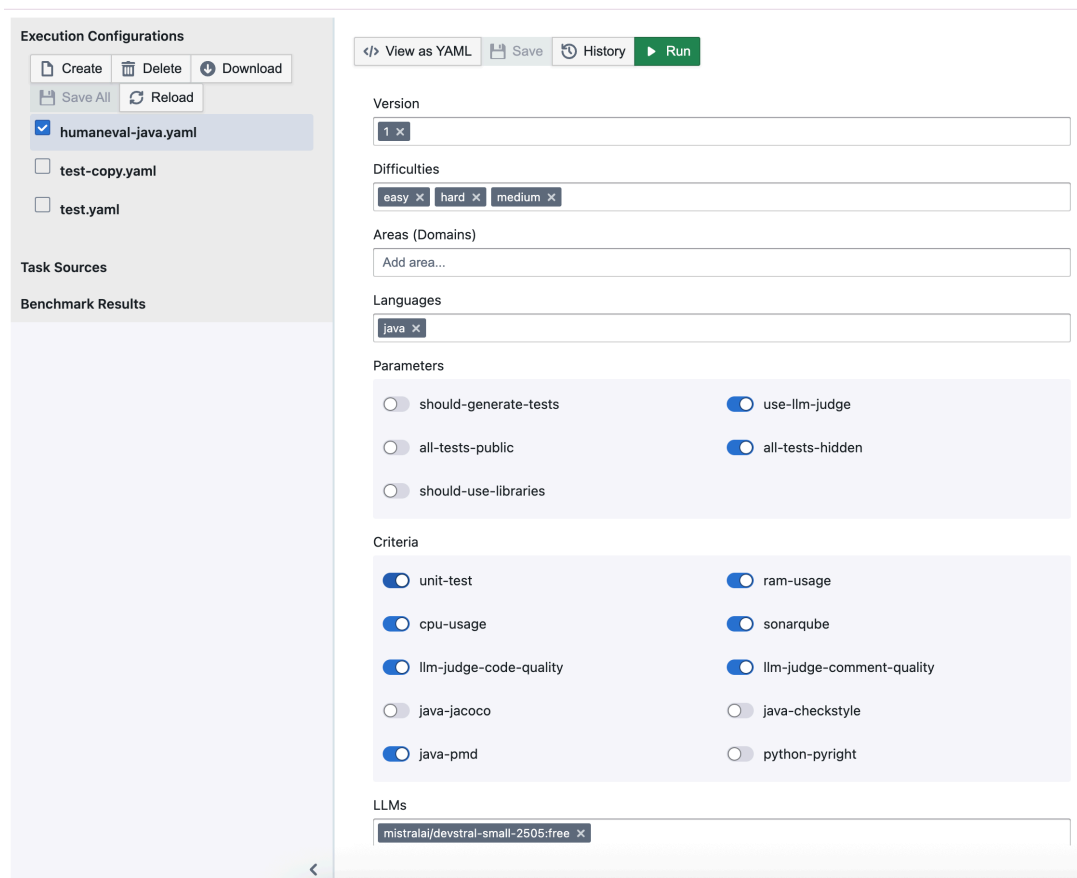 Execution Configurations
Create Delete Download
Save All Reload
humaneval-java.yaml
test-copy.yaml
test.yaml
Task Sources
Benchmark Results
</> View as YAML Save History Run
Version
1 ×
Difficulties
easy × hard × medium ×
Areas (Domains)
Add area...
Languages
java ×
Parameters
should-generate-tests use-llm-judge
all-tests-public all-tests-hidden
should-use-libraries
Criteria
unit-test ram-usage
cpu-usage sonarqube
llm-judge-code-quality llm-judge-comment-quality
java-jacoco java-checkstyle
java-pmd python-pyright
LLMs
mistralai/devstral-small-2505:free ×